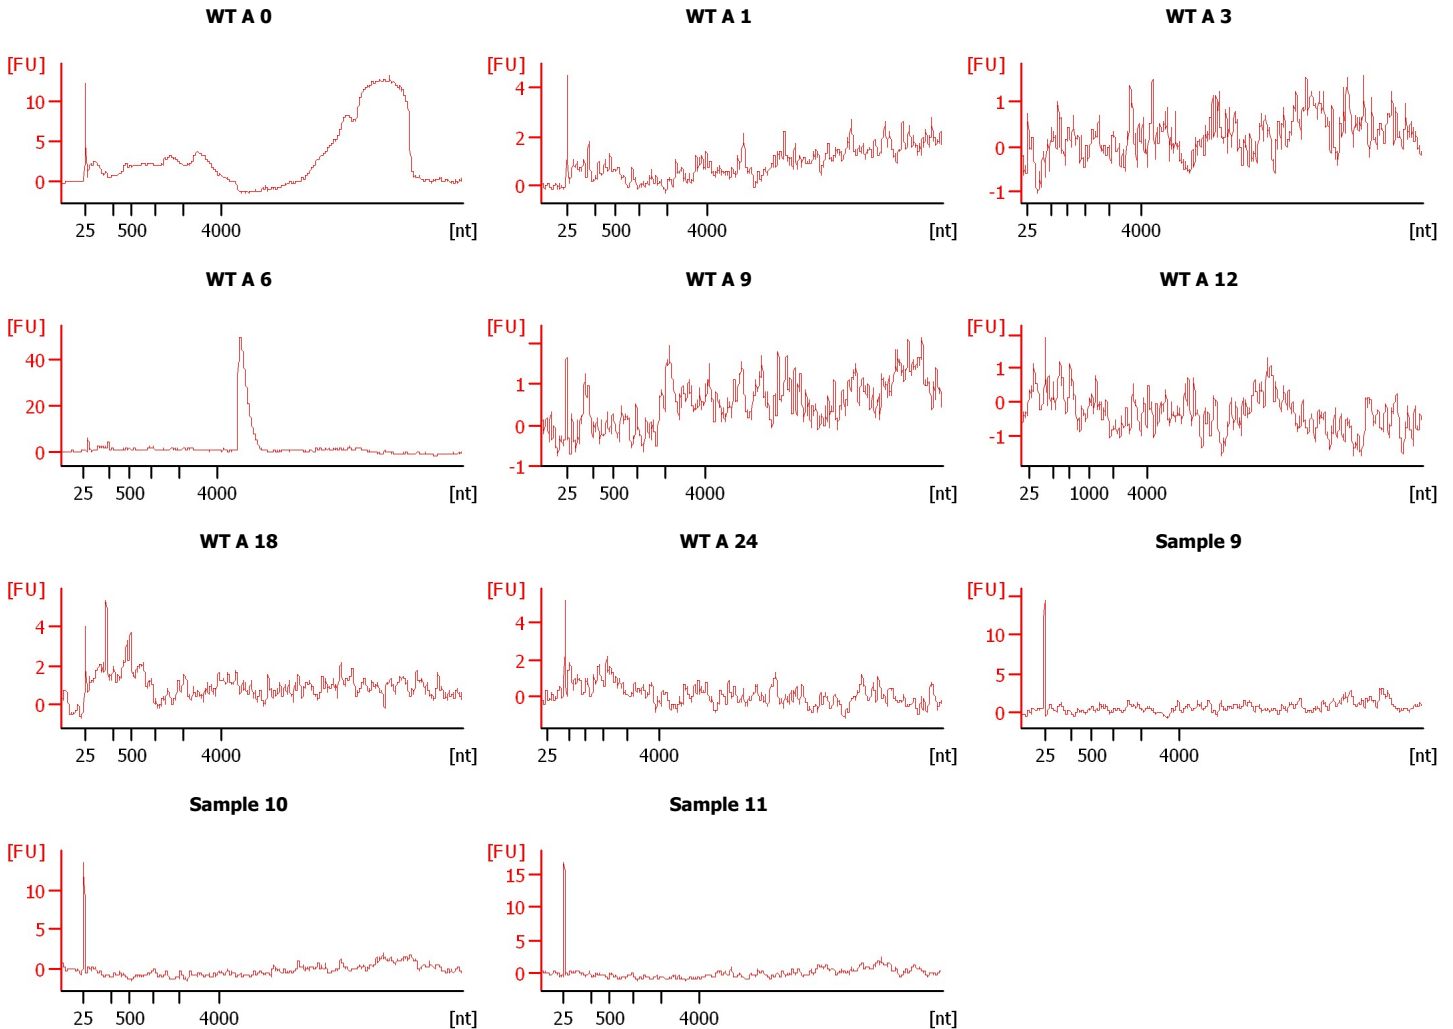 WT A 0
[FU]
10
5
0
25 500 4000 [nt]
WT A 1
[FU]
4
2
0
25 500 4000 [nt]
WT A 3
[FU]
1
0
-1
25 4000 [nt]
WT A 6
[FU]
40
20
0
25 500 4000 [nt]
WT A 9
[FU]
1
0
-1
25 500 4000 [nt]
WT A 12
[FU]
1
0
-1
25 1000 4000 [nt]
WT A 18
[FU]
4
2
0
25 500 4000 [nt]
WT A 24
[FU]
4
2
0
25 4000 [nt]
Sample 9
[FU]
10
5
0
25 500 4000 [nt]
Sample 10
[FU]
10
5
0
25 500 4000 [nt]
Sample 11
[FU]
15
10
5
0
25 500 4000 [nt]